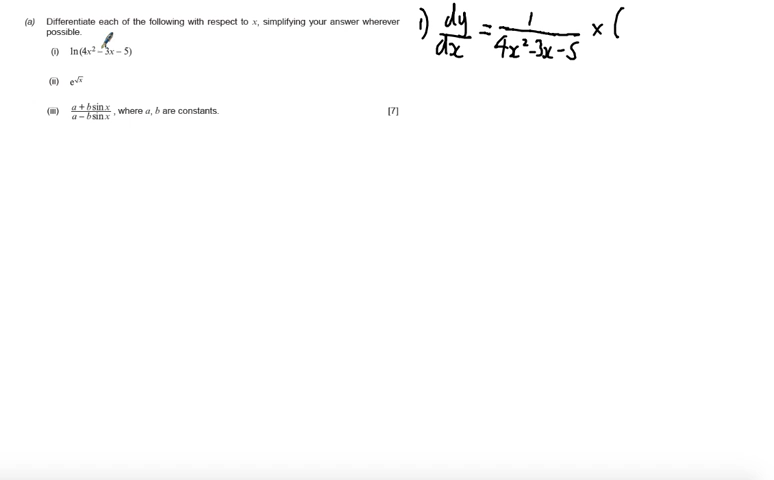 (a) Differentiate each of the following with respect to x, simplifying your answer wherever
possible.
(i) ln(4x² – 3x – 5)
(ii) e^√x
(iii) (a + b sin x)/(a – b sin x), where a, b are constants. [7]
i) dy/dx = 1/(4x² - 3x - 5) × (